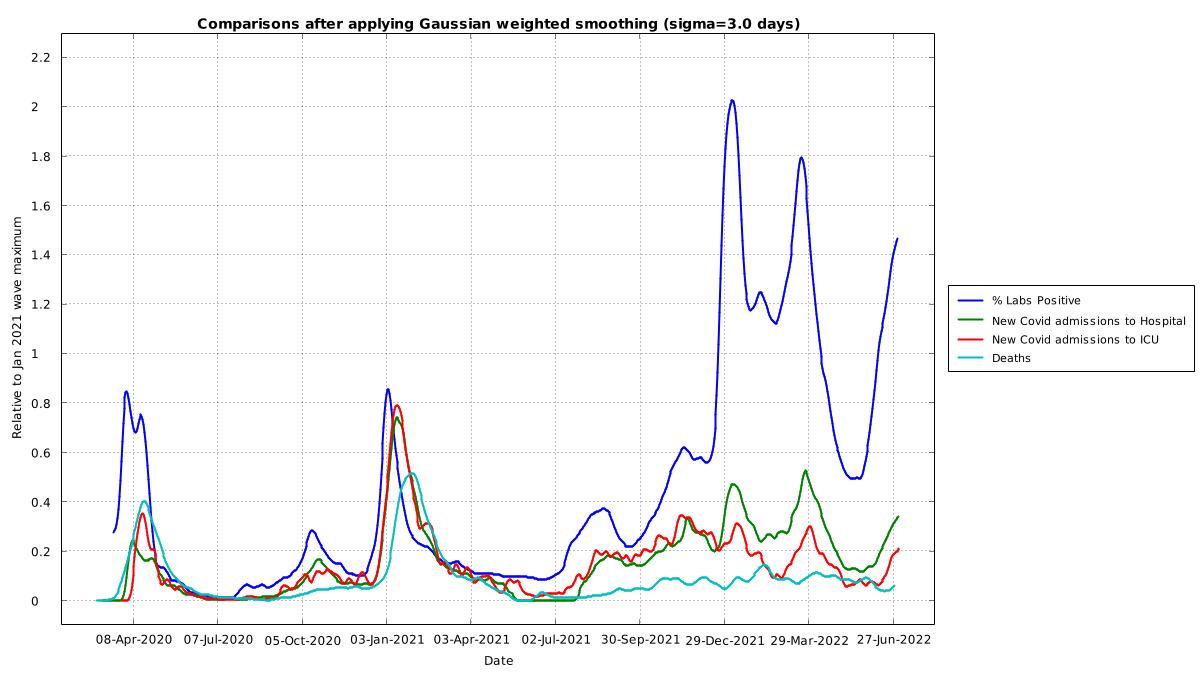 Comparisons after applying Gaussian weighted smoothing (sigma=3.0 days)
Relative to Jan 2021 wave maximum
2.2
2
1.8
1.6
1.4
1.2
1
0.8
0.6
0.4
0.2
0
08-Apr-2020 07-Jul-2020 05-Oct-2020 03-Jan-2021 03-Apr-2021 02-Jul-2021 30-Sep-2021 29-Dec-2021 29-Mar-2022 27-Jun-2022
Date
% Labs Positive
New Covid admissions to Hospital
New Covid admissions to ICU
Deaths